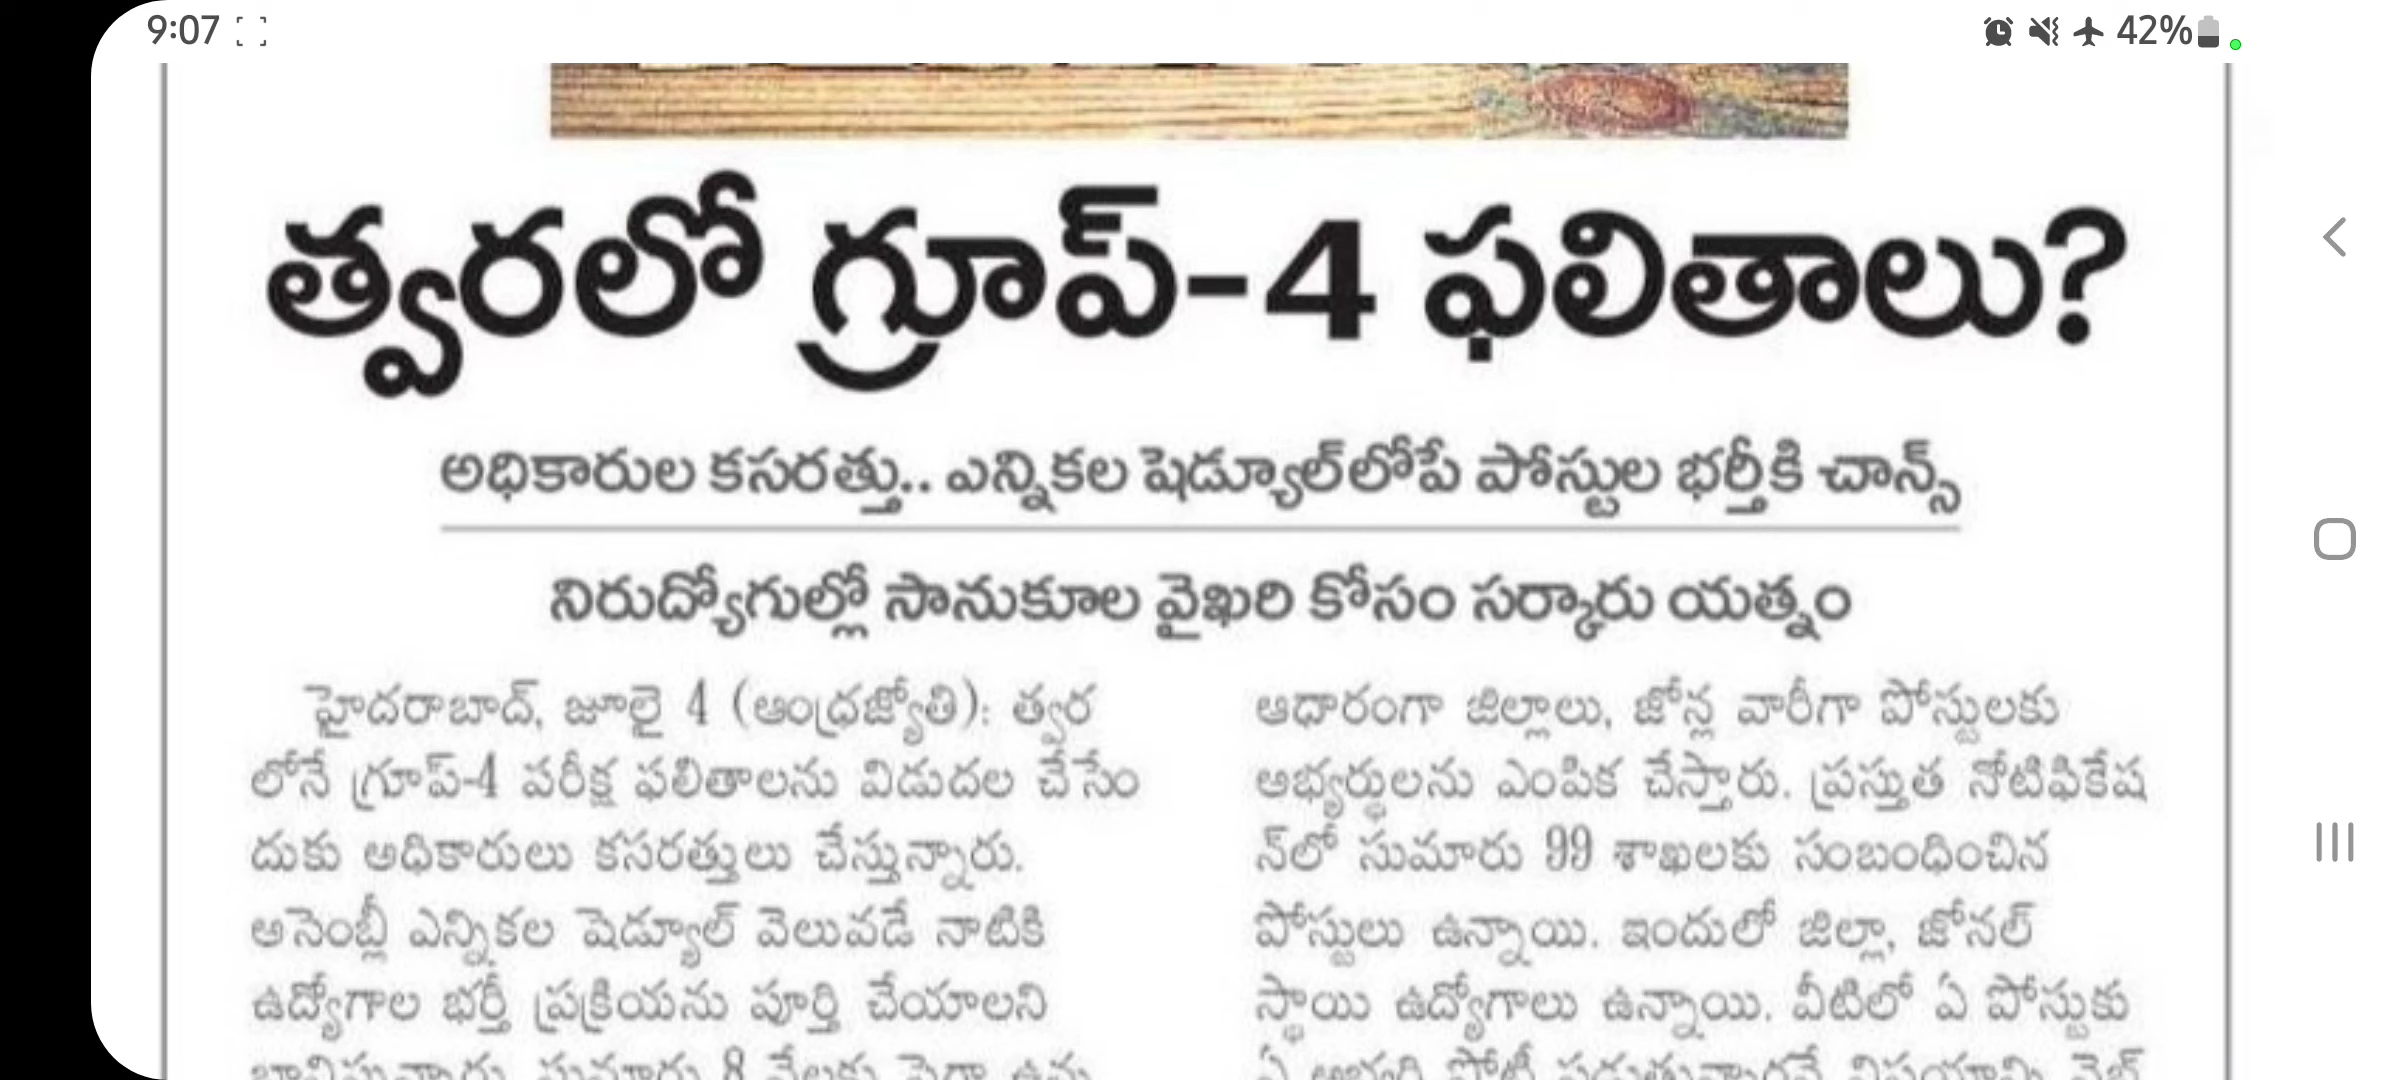 9:07
42%
త్వరలో గ్రూప్-4 ఫలితాలు?
అధికారుల కసరత్తు.. ఎన్నికల షెడ్యూల్‌లోపే పోస్టుల భర్తీకి చాన్స్
నిరుద్యోగుల్లో సానుకూల వైఖరి కోసం సర్కారు యత్నం
హైదరాబాద్, జూలై 4 (ఆంధ్రజ్యోతి): త్వర
లోనే గ్రూప్-4 పరీక్ష ఫలితాలను విడుదల చేసేం
దుకు అధికారులు కసరత్తులు చేస్తున్నారు.
అసెంబ్లీ ఎన్నికల షెడ్యూల్ వెలువడే నాటికి
ఉద్యోగాల భర్తీ ప్రక్రియను పూర్తి చేయాలని
ఆధారంగా జిల్లాలు, జోన్ల వారీగా పోస్టులకు
అభ్యర్థులను ఎంపిక చేస్తారు. ప్రస్తుత నోటిఫికేష
న్‌లో సుమారు 99 శాఖలకు సంబంధించిన
పోస్టులు ఉన్నాయి. ఇందులో జిల్లా, జోనల్
స్థాయి ఉద్యోగాలు ఉన్నాయి. వీటిలో ఏ పోస్టుకు